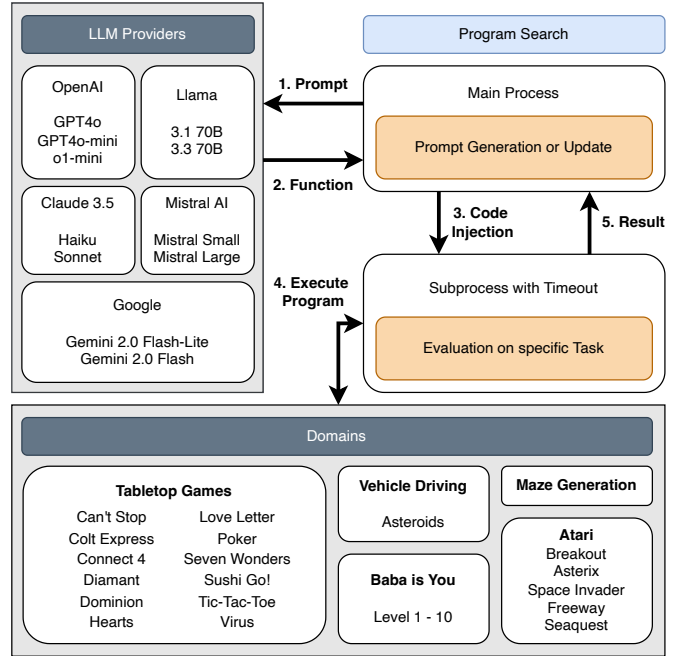 LLM Providers
OpenAI
GPT4o
GPT4o-mini
o1-mini
Llama
3.1 70B
3.3 70B
Claude 3.5
Haiku
Sonnet
Mistral AI
Mistral Small
Mistral Large
Google
Gemini 2.0 Flash-Lite
Gemini 2.0 Flash
1. Prompt
2. Function
Program Search
Main Process
Prompt Generation or Update
3. Code
Injection
5. Result
4. Execute
Program
Subprocess with Timeout
Evaluation on specific Task
Domains
Tabletop Games
Can't Stop
Colt Express
Connect 4
Diamant
Dominion
Hearts
Love Letter
Poker
Seven Wonders
Sushi Go!
Tic-Tac-Toe
Virus
Vehicle Driving
Asteroids
Baba is You
Level 1 - 10
Maze Generation
Atari
Breakout
Asterix
Space Invader
Freeway
Seaquest